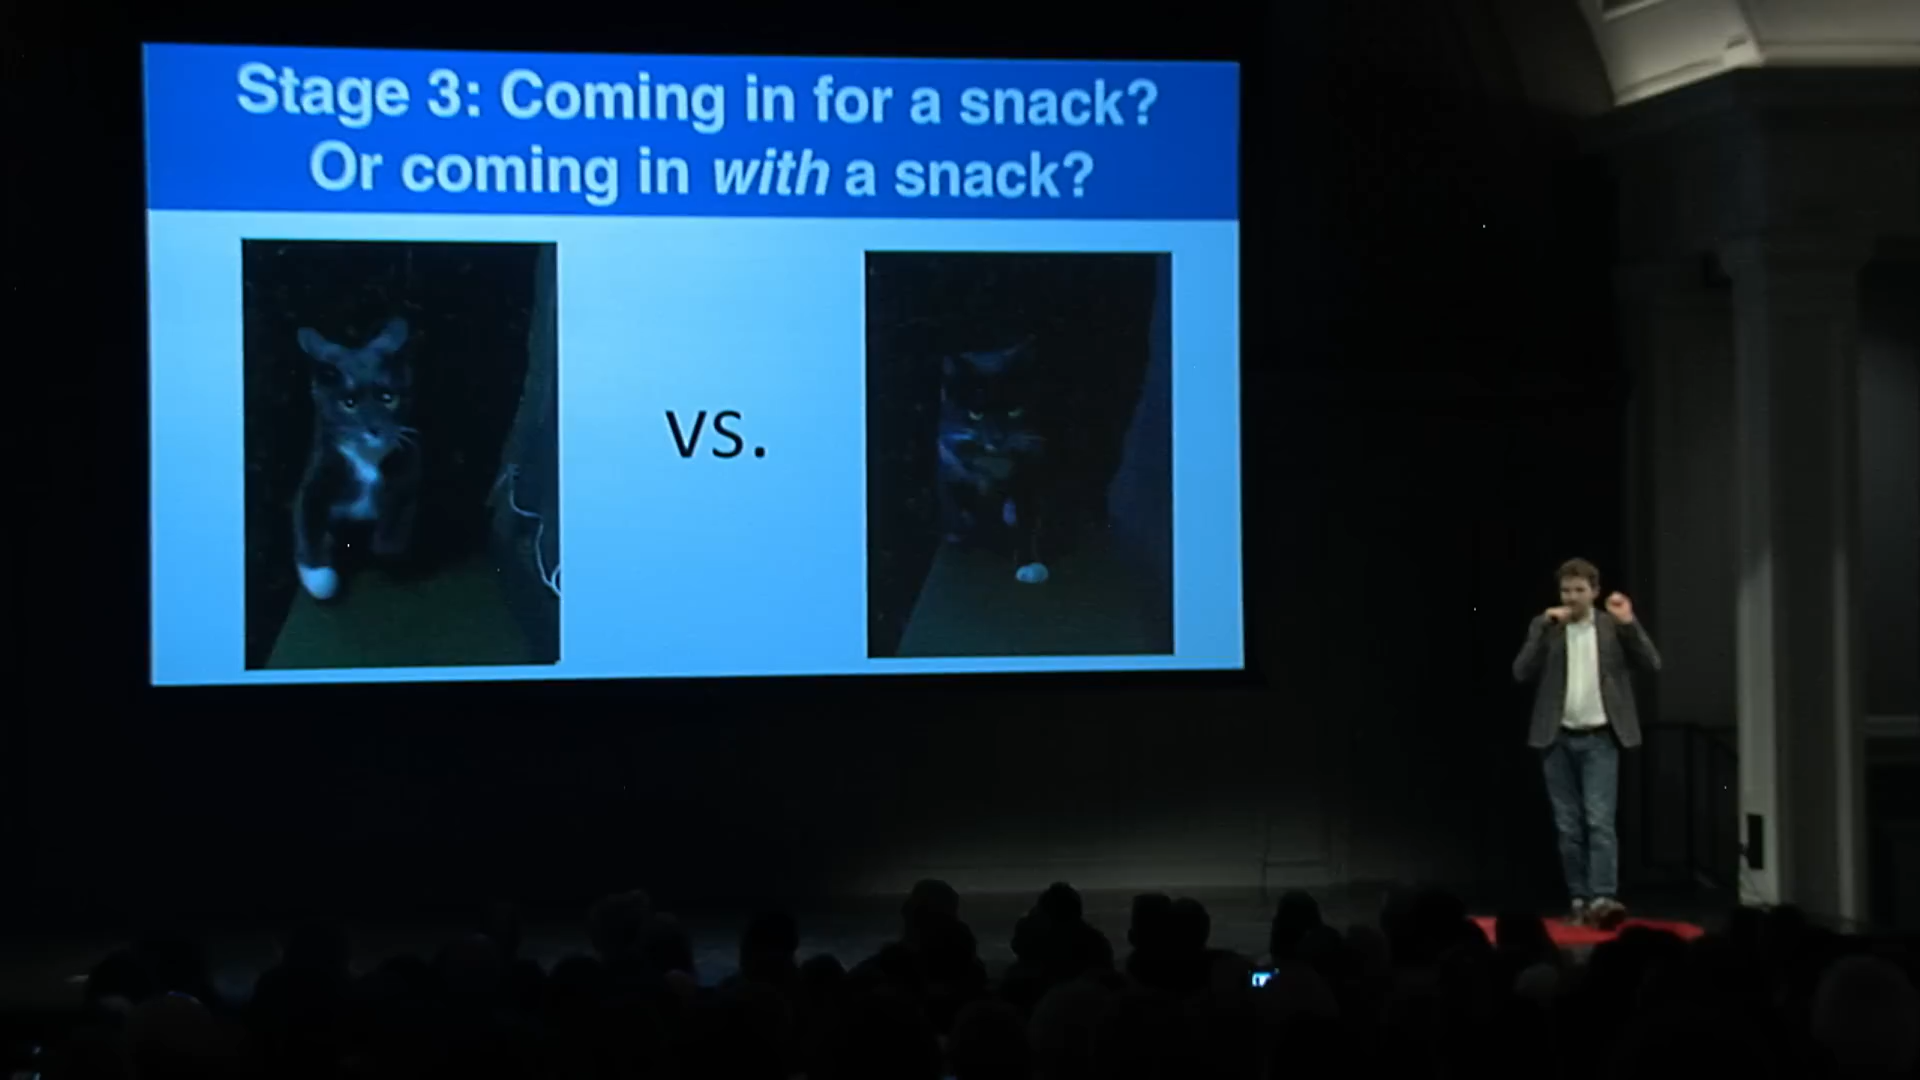 Stage 3: Coming in for a snack?
Or coming in with a snack?
vs.